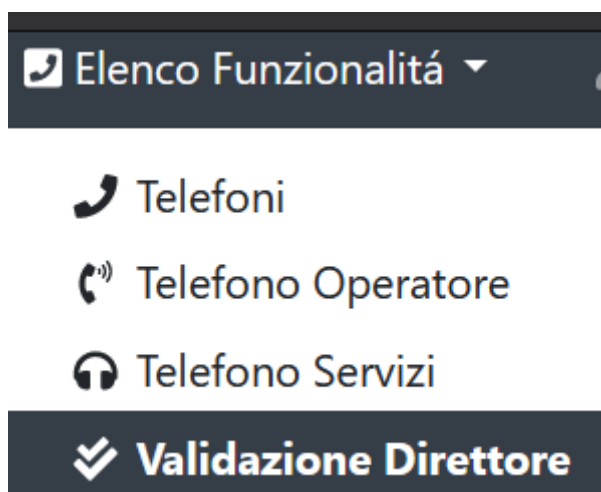 Elenco Funzionalitá
Telefoni
Telefono Operatore
Telefono Servizi
Validazione Direttore